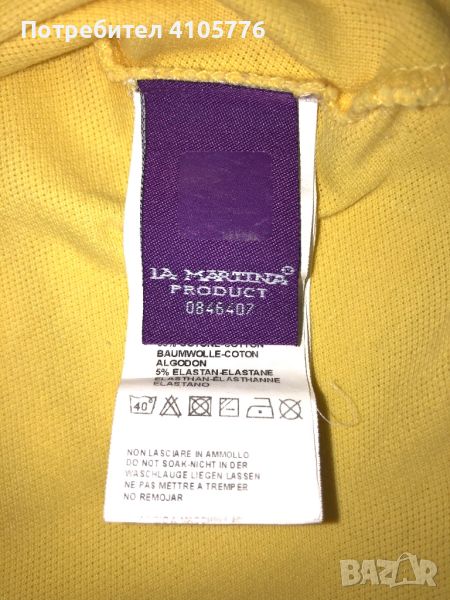 Потребител 4105776
LA MARTINA®
PRODUCT
0846407
BAUMWOLLE-COTON
ALGODON
5% ELASTAN-ELASTANE
ELASTHAN-ELASTHANNE
ELASTANO
40°
NON LASCIARE IN AMMOLLO
DO NOT SOAK-NICHT IN DER
WASCHLAUGE LIEGEN LASSEN
NE PAS METTRE A TREMPER
NO REMOJAR
bazar